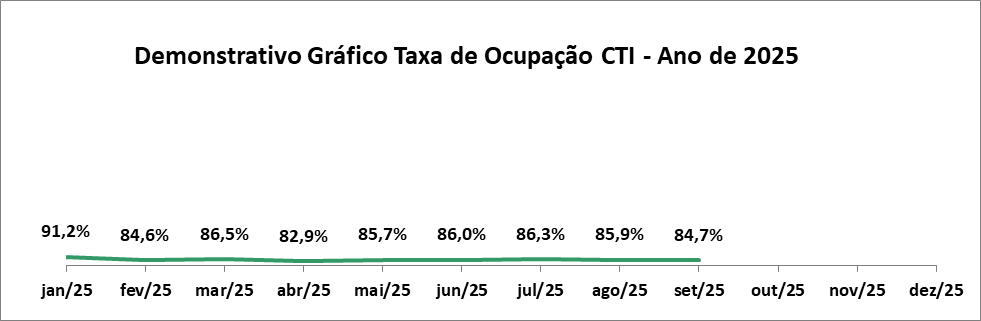 Demonstrativo Gráfico Taxa de Ocupação CTI - Ano de 2025
91,2% 84,6% 86,5% 82,9% 85,7% 86,0% 86,3% 85,9% 84,7%
jan/25 fev/25 mar/25 abr/25 mai/25 jun/25 jul/25 ago/25 set/25 out/25 nov/25 dez/25